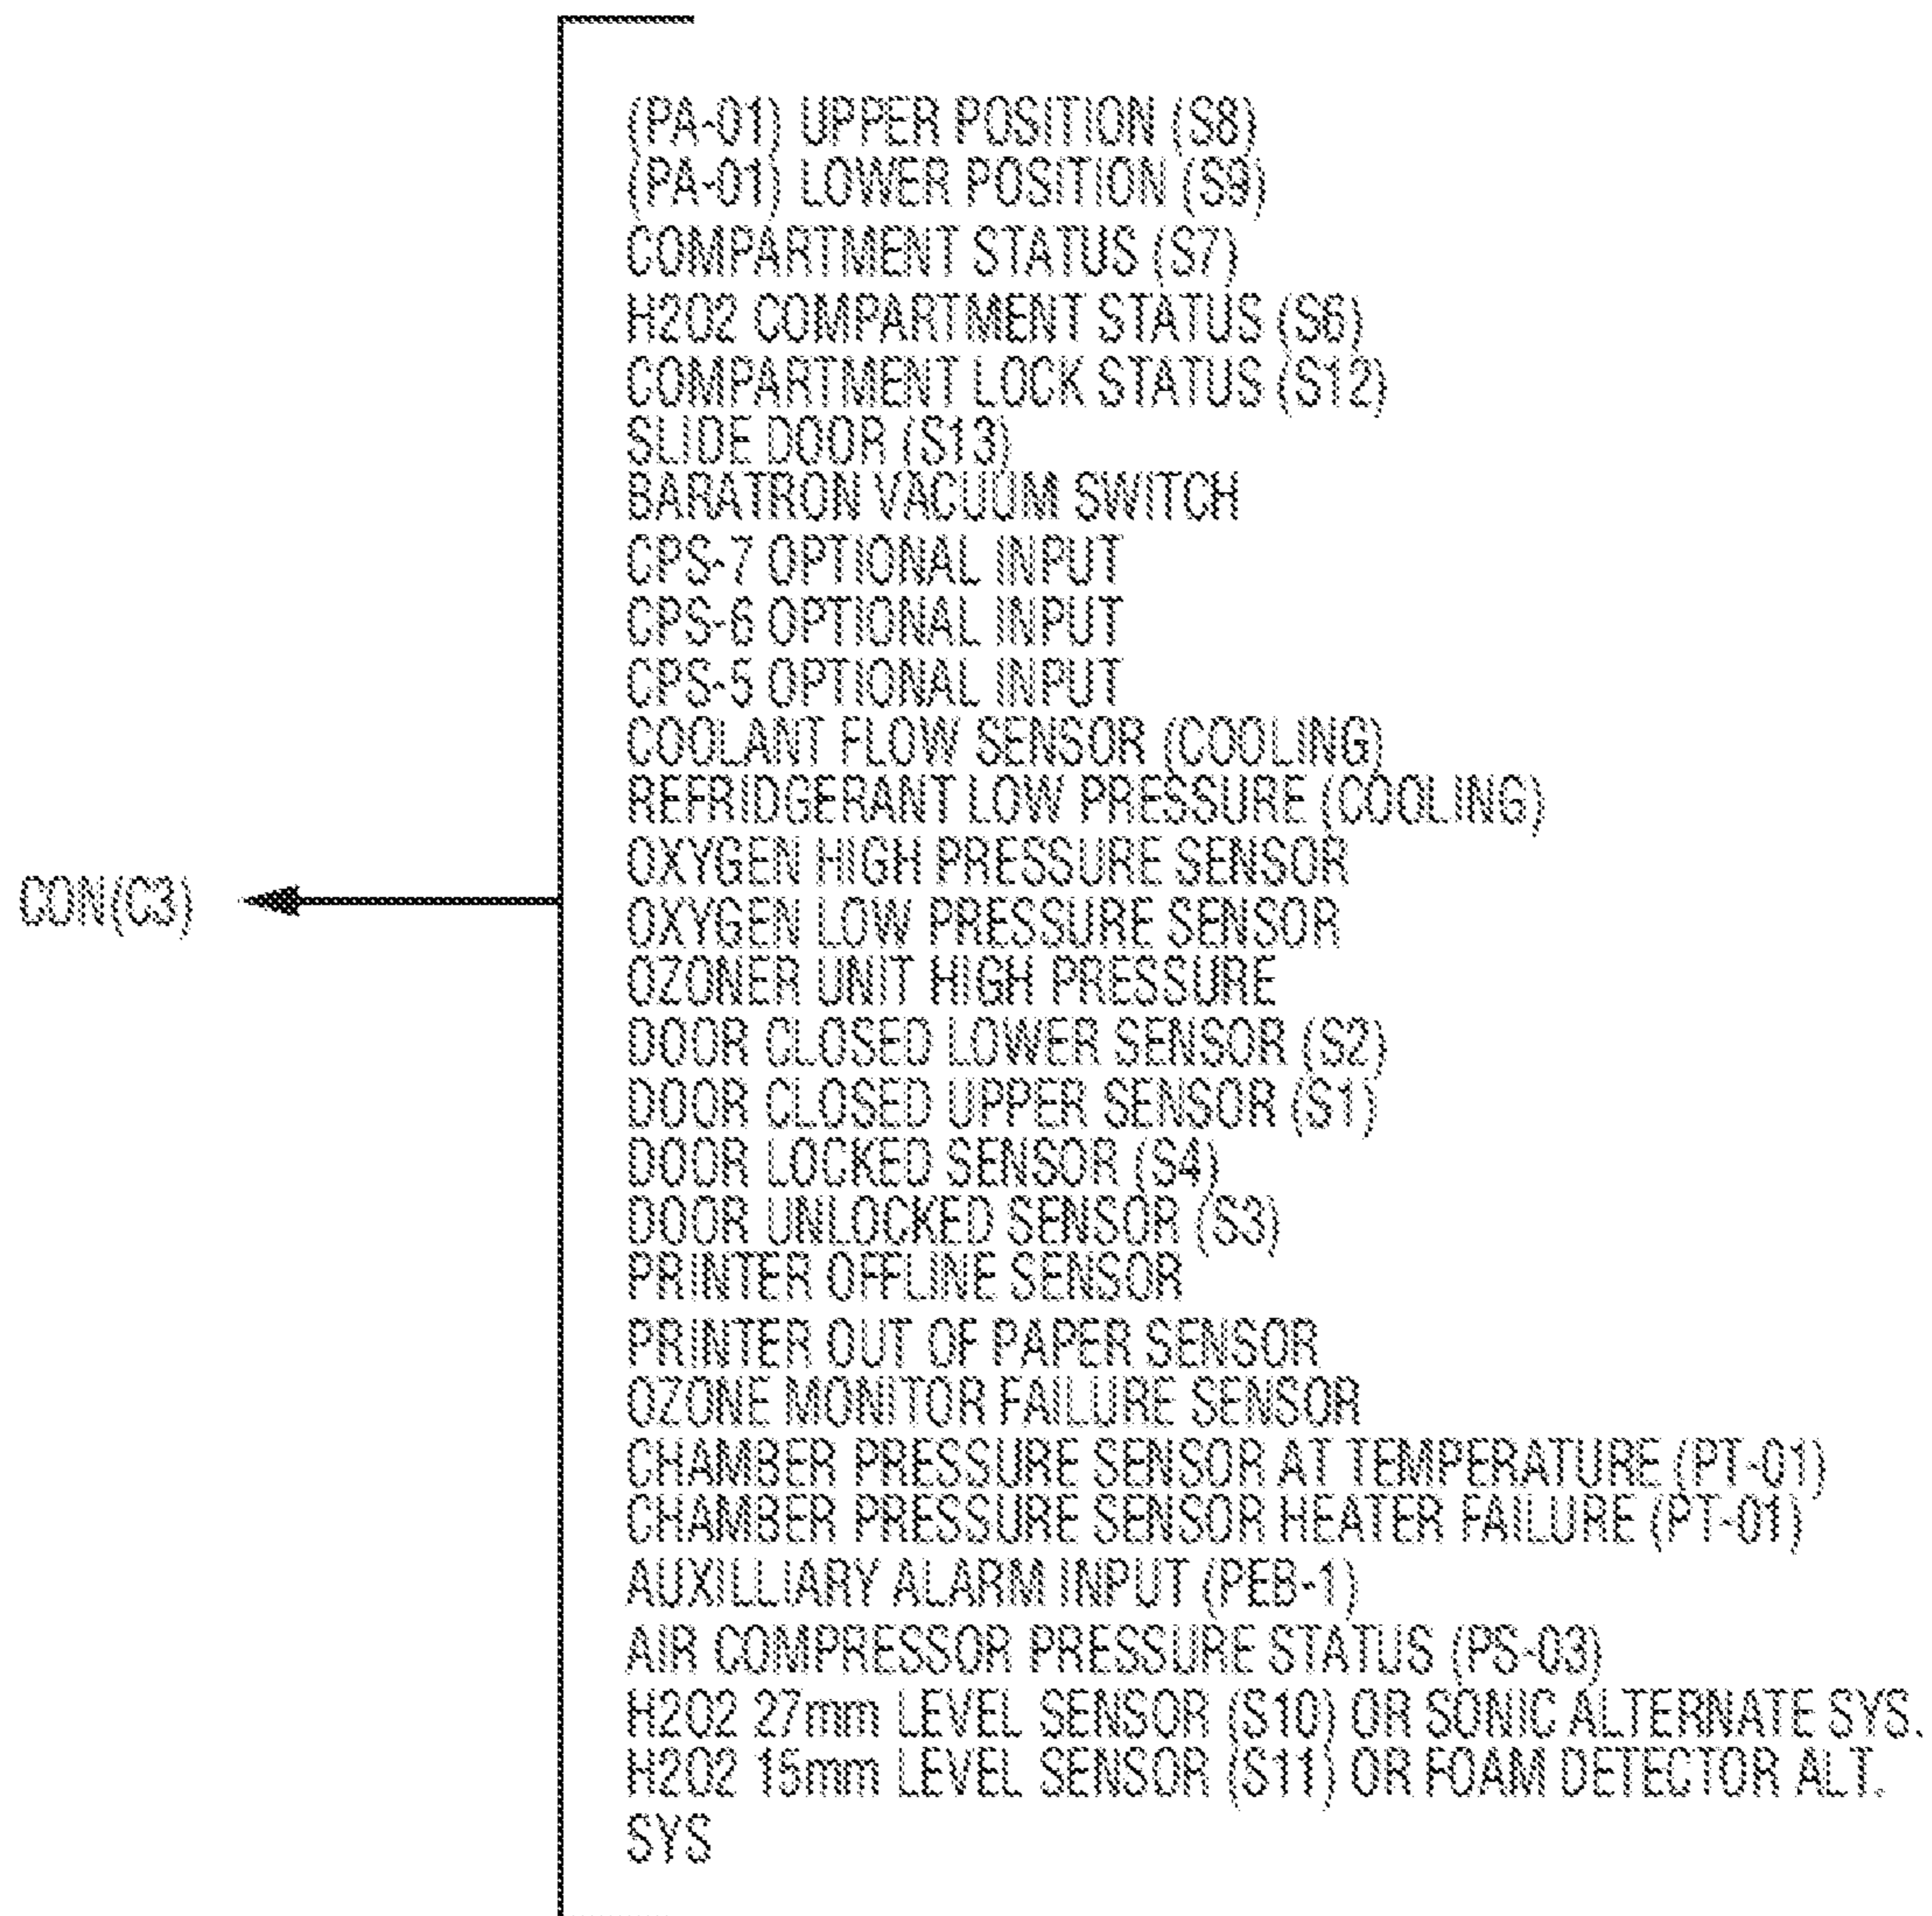 (PA-01) UPPER POSITION (S8)
(PA-01) LOWER POSITION (S9)
COMPARTMENT STATUS (S7)
H2O2 COMPARTMENT STATUS (S6)
COMPARTMENT LOCK STATUS (S12)
SLIDE DOOR (S13)
BARATRON VACUUM SWITCH
CPS-7 OPTIONAL INPUT
CPS-6 OPTIONAL INPUT
CPS-5 OPTIONAL INPUT
COOLANT FLOW SENSOR (COOLING)
REFRIDGERANT LOW PRESSURE (COOLING)
OXYGEN HIGH PRESSURE SENSOR
CON(C3)
OXYGEN LOW PRESSURE SENSOR
OZONER UNIT HIGH PRESSURE
DOOR CLOSED LOWER SENSOR (S2)
DOOR CLOSED UPPER SENSOR (S1)
DOOR LOCKED SENSOR (S4)
DOOR UNLOCKED SENSOR (S3)
PRINTER OFFLINE SENSOR
PRINTER OUT OF PAPER SENSOR
OZONE MONITOR FAILURE SENSOR
CHAMBER PRESSURE SENSOR AT TEMPERATURE (PT-01)
CHAMBER PRESSURE SENSOR HEATER FAILURE (PT-01)
AUXILLIARY ALARM INPUT (PEB-1)
AIR COMPRESSOR PRESSURE STATUS (PS-03)
H2O2 27mm LEVEL SENSOR (S10) OR SONIC ALTERNATE SYS.
H2O2 15mm LEVEL SENSOR (S11) OR FOAM DETECTOR ALT.
SYS